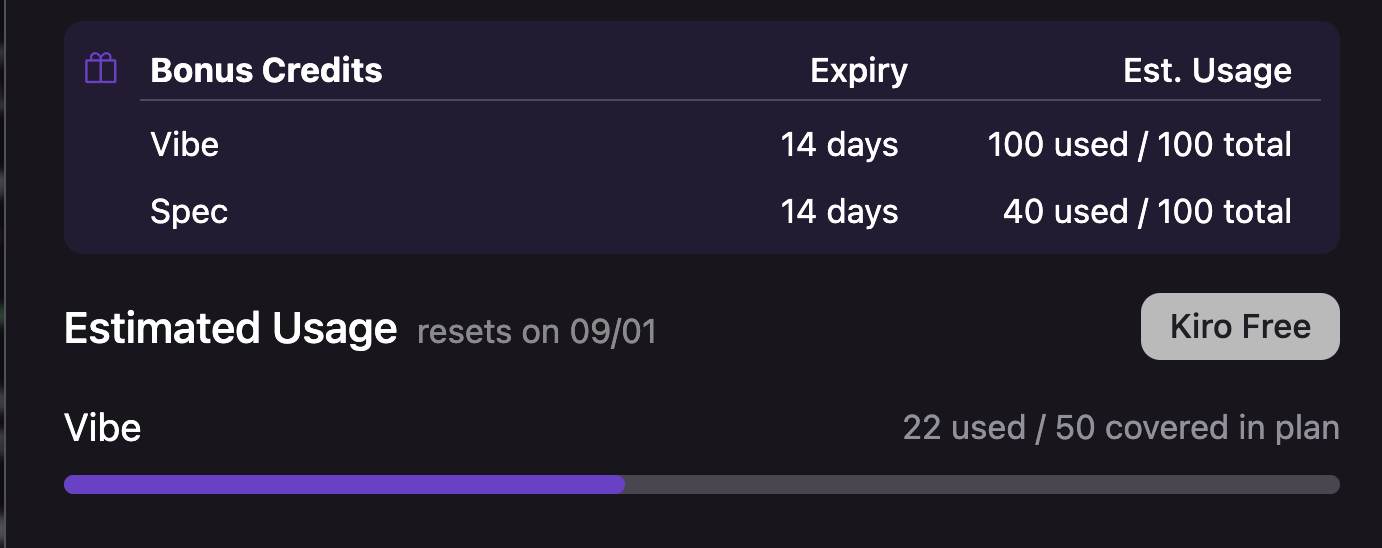 Bonus Credits Expiry Est. Usage
Vibe 14 days 100 used / 100 total
Spec 14 days 40 used / 100 total
Estimated Usage resets on 09/01 Kiro Free
Vibe 22 used / 50 covered in plan